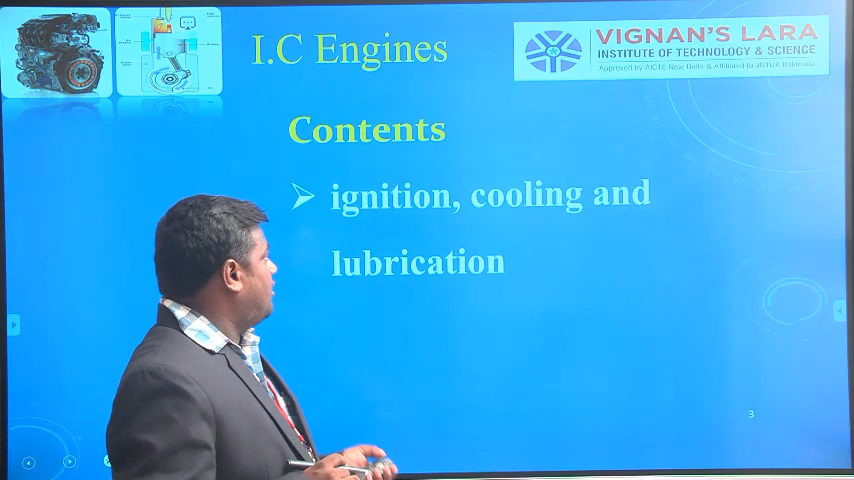 I.C Engines
VIGNAN'S LARA
INSTITUTE OF TECHNOLOGY & SCIENCE
Approved by AICTE New Delhi & Affiliated to JNTUK Kakinada
Contents
ignition, cooling and
lubrication
3